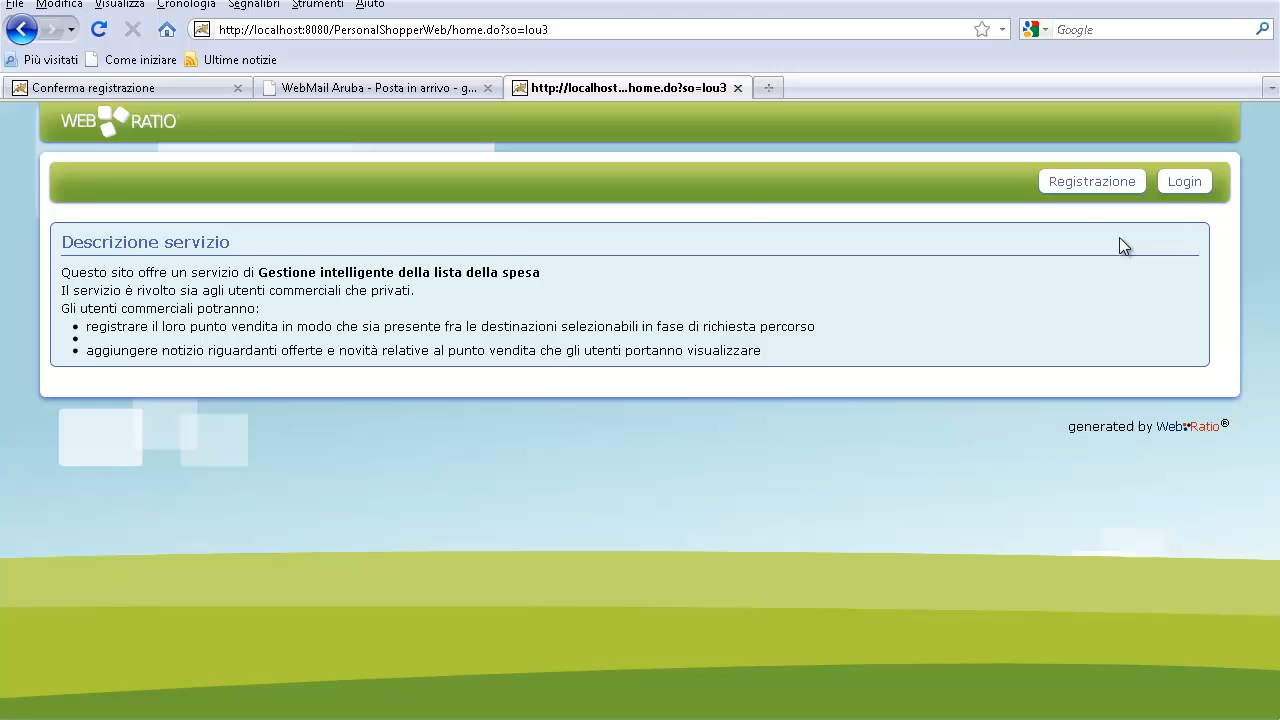 File Modifica Visualizza Cronologia Segnalibri Strumenti Aiuto
http://localhost:8080/PersonalShopperWeb/home.do?so=lou3 Google
Più visitati Come iniziare Ultime notizie
Conferma registrazione WebMail Aruba - Posta in arrivo - g... http://localhost...home.do?so=lou3
WEB RATIO
Registrazione Login
Descrizione servizio
Questo sito offre un servizio di Gestione intelligente della lista della spesa
Il servizio è rivolto sia agli utenti commerciali che privati.
Gli utenti commerciali potranno:
registrare il loro punto vendita in modo che sia presente fra le destinazioni selezionabili in fase di richiesta percorso
aggiungere notizio riguardanti offerte e novità relative al punto vendita che gli utenti portanno visualizzare
generated by WebRatio®